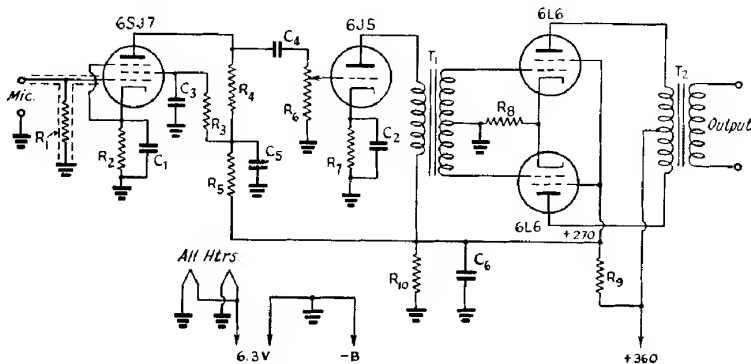 6SJ7
6J5
6L6
C4
T1
T2
Mic.
R1
C3
R3
R4
R6
R8
Output
R2
C1
C5
R7
C2
R5
6L6
+270
All Htrs
R10
C6
R9
6.3V
-B
+360